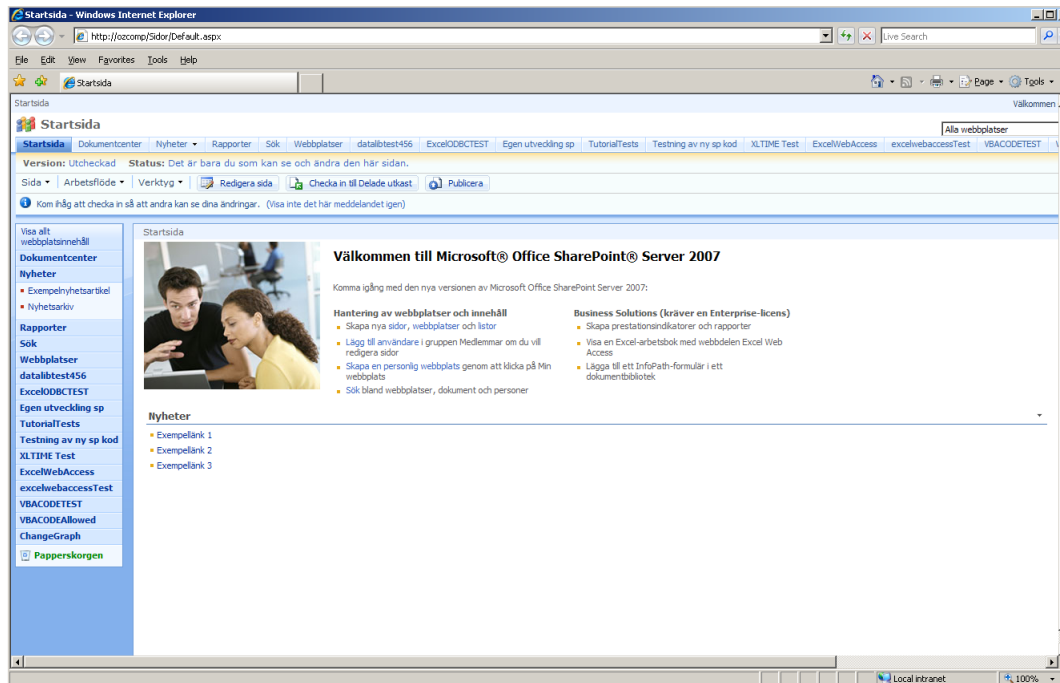 Startsida - Windows Internet Explorer
http://ozcomp/Sidor/Default.aspx
Live Search
File Edit View Favorites Tools Help
Startsida
Page Tools
Startsida
Välkommen
Startsida
Alla webbplatser
Startsida Dokumentcenter Nyheter Rapporter Sök Webbplatser datalibtest456 ExcelODBCTEST Egen utveckling sp TutorialTests Testning av ny sp kod XLTIME Test ExcelWebAccess excelwebaccessTest VBACODETEST
Version: Utcheckad Status: Det är bara du som kan se och ändra den här sidan.
Sida Arbetsflöde Verktyg Redigera sida Checka in till Delade utkast Publicera
Kom ihåg att checka in så att andra kan se dina ändringar. (Visa inte det här meddelandet igen)
Visa allt
webbplatsinnehåll
Dokumentcenter
Nyheter
Exempelnyhetsartikel
Nyhetsarkiv
Rapporter
Sök
Webbplatser
datalibtest456
ExcelODBCTEST
Egen utveckling sp
TutorialTests
Testning av ny sp kod
XLTIME Test
ExcelWebAccess
excelwebaccessTest
VBACODETEST
VBACODEAllowed
ChangeGraph
Papperskorgen
Startsida
Välkommen till Microsoft® Office SharePoint® Server 2007
Komma igång med den nya versionen av Microsoft Office SharePoint Server 2007:
Hantering av webbplatser och innehåll
Skapa nya sidor, webbplatser och listor
Lägg till användare i gruppen Medlemmar om du vill
redigera sidor
Skapa en personlig webbplats genom att klicka på Min
webbplats
Sök bland webbplatser, dokument och personer
Business Solutions (kräver en Enterprise-licens)
Skapa prestationsindikatorer och rapporter
Visa en Excel-arbetsbok med webbdelen Excel Web
Access
Lägga till ett InfoPath-formulär i ett
dokumentbibliotek
Nyheter
Exempellänk 1
Exempellänk 2
Exempellänk 3
Local intranet 100%